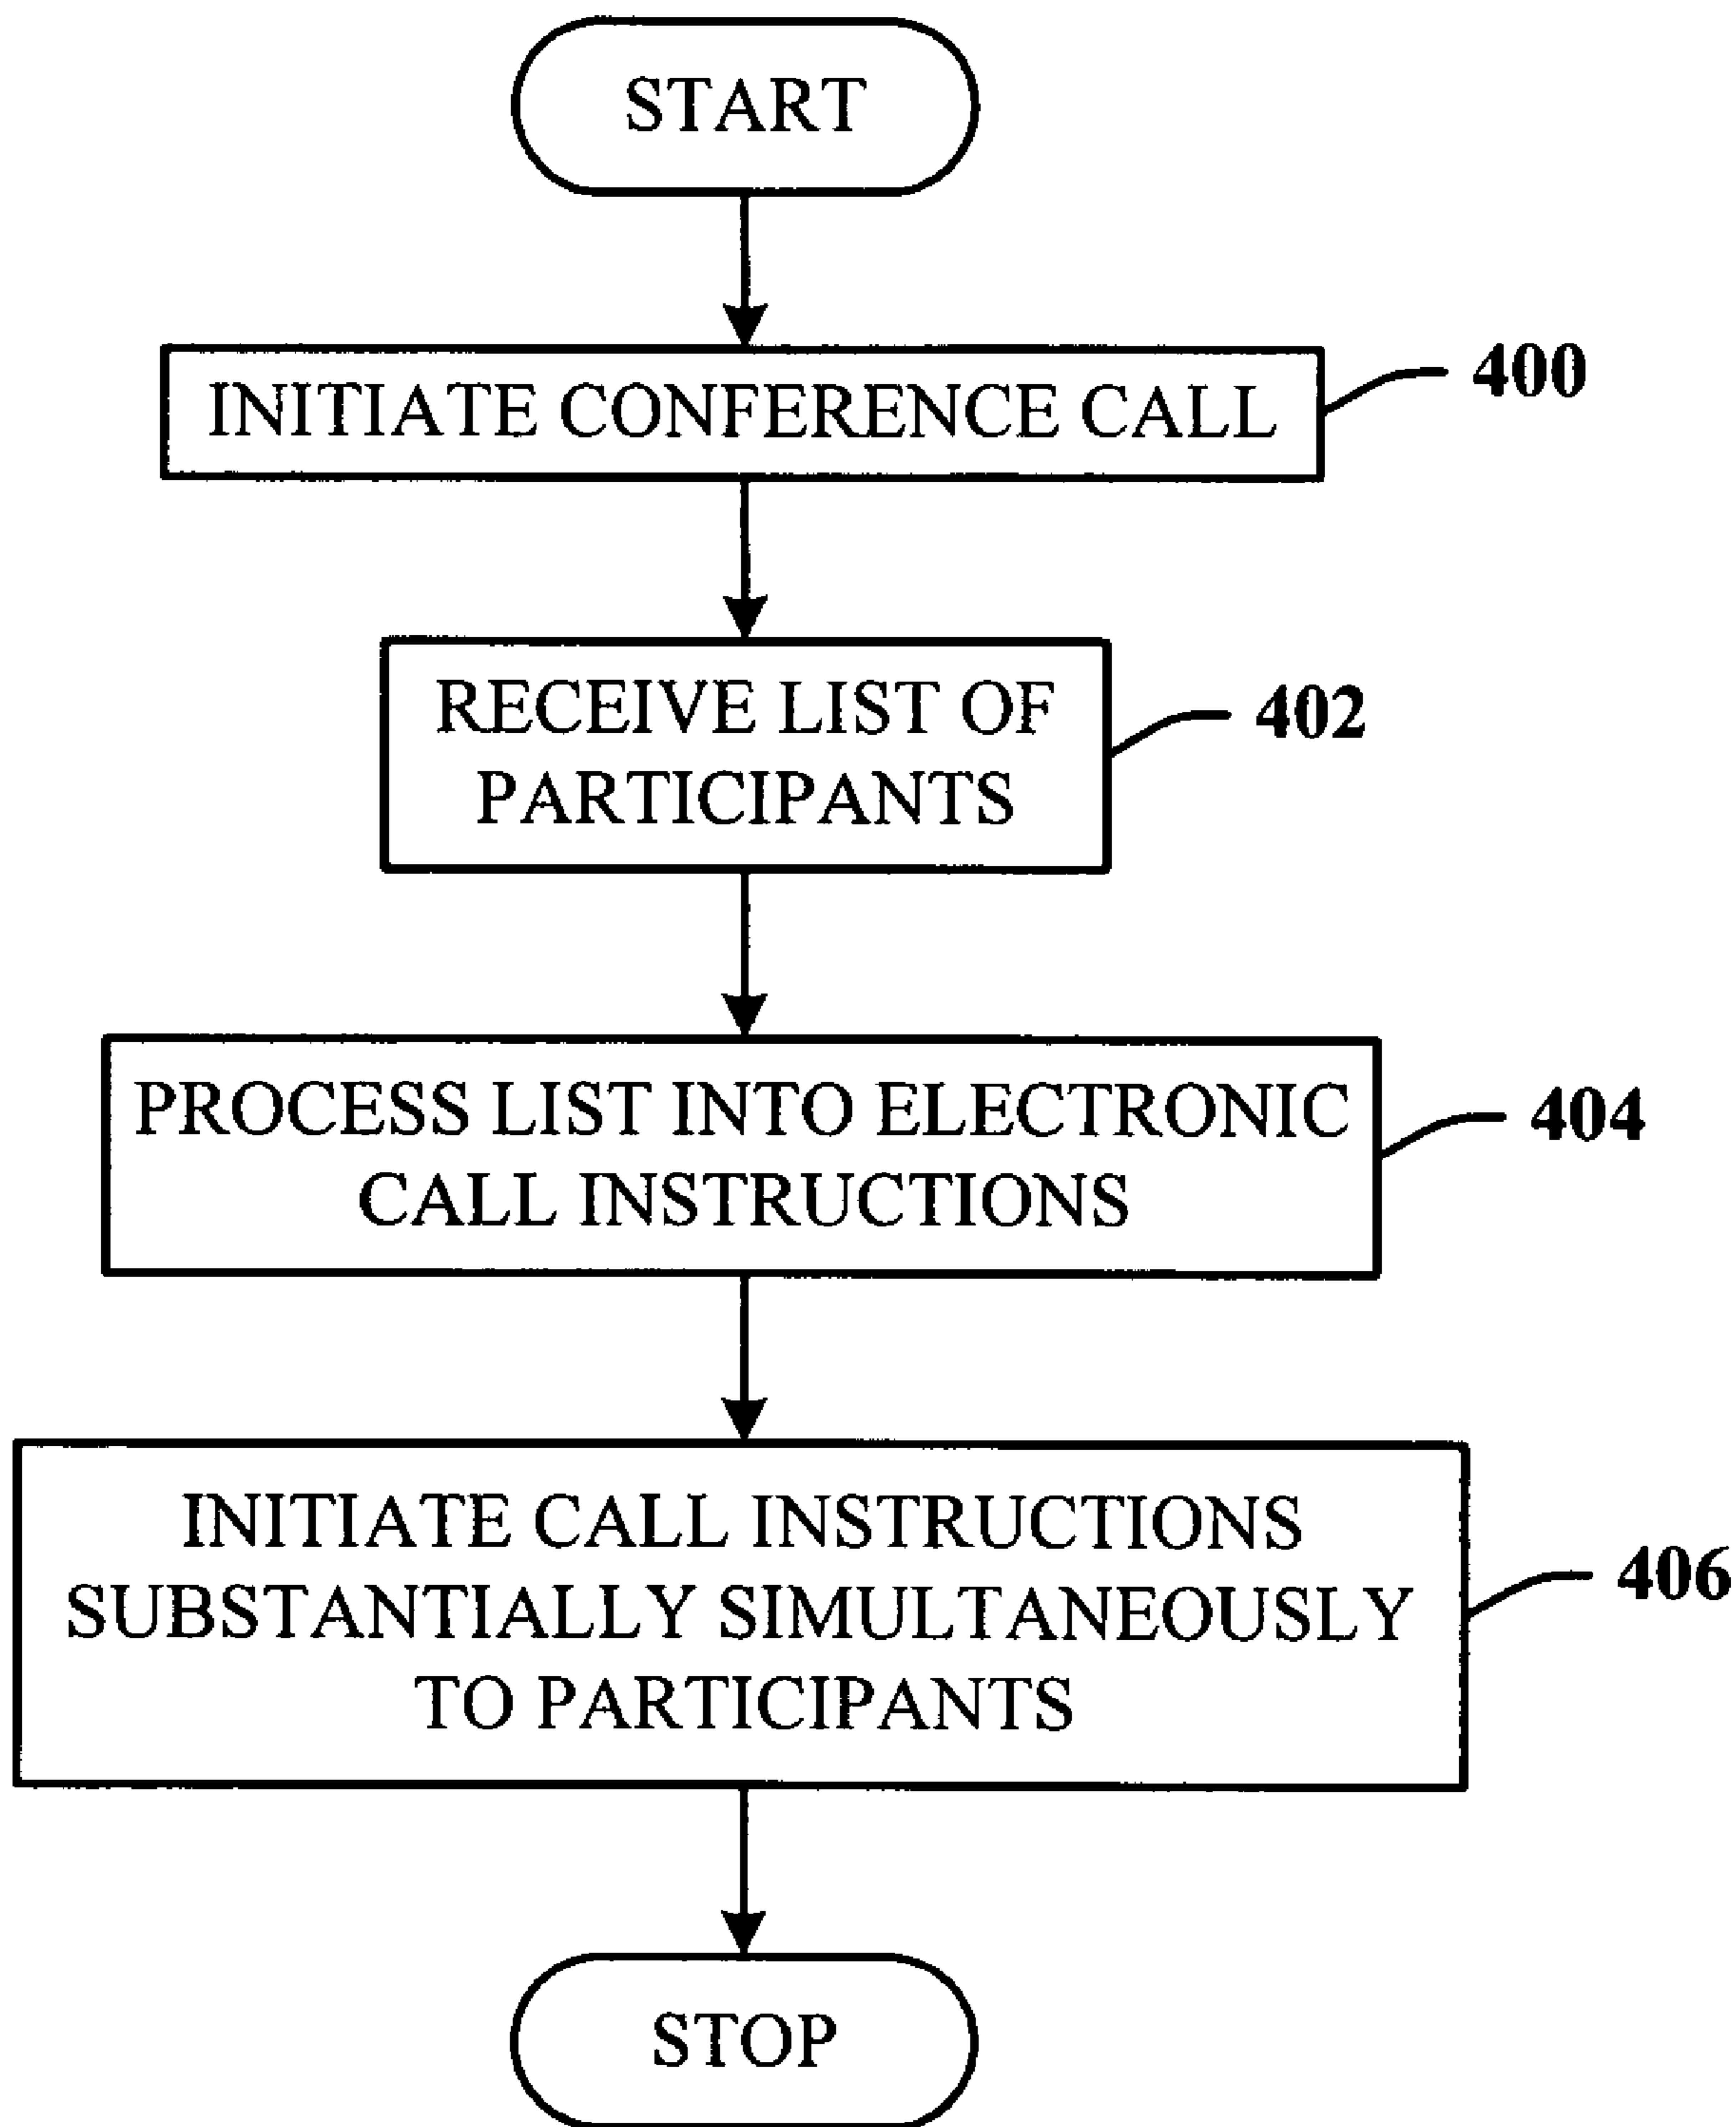 START
INITIATE CONFERENCE CALL
400
RECEIVE LIST OF
PARTICIPANTS
402
PROCESS LIST INTO ELECTRONIC
CALL INSTRUCTIONS
404
INITIATE CALL INSTRUCTIONS
SUBSTANTIALLY SIMULTANEOUSLY
TO PARTICIPANTS
406
STOP